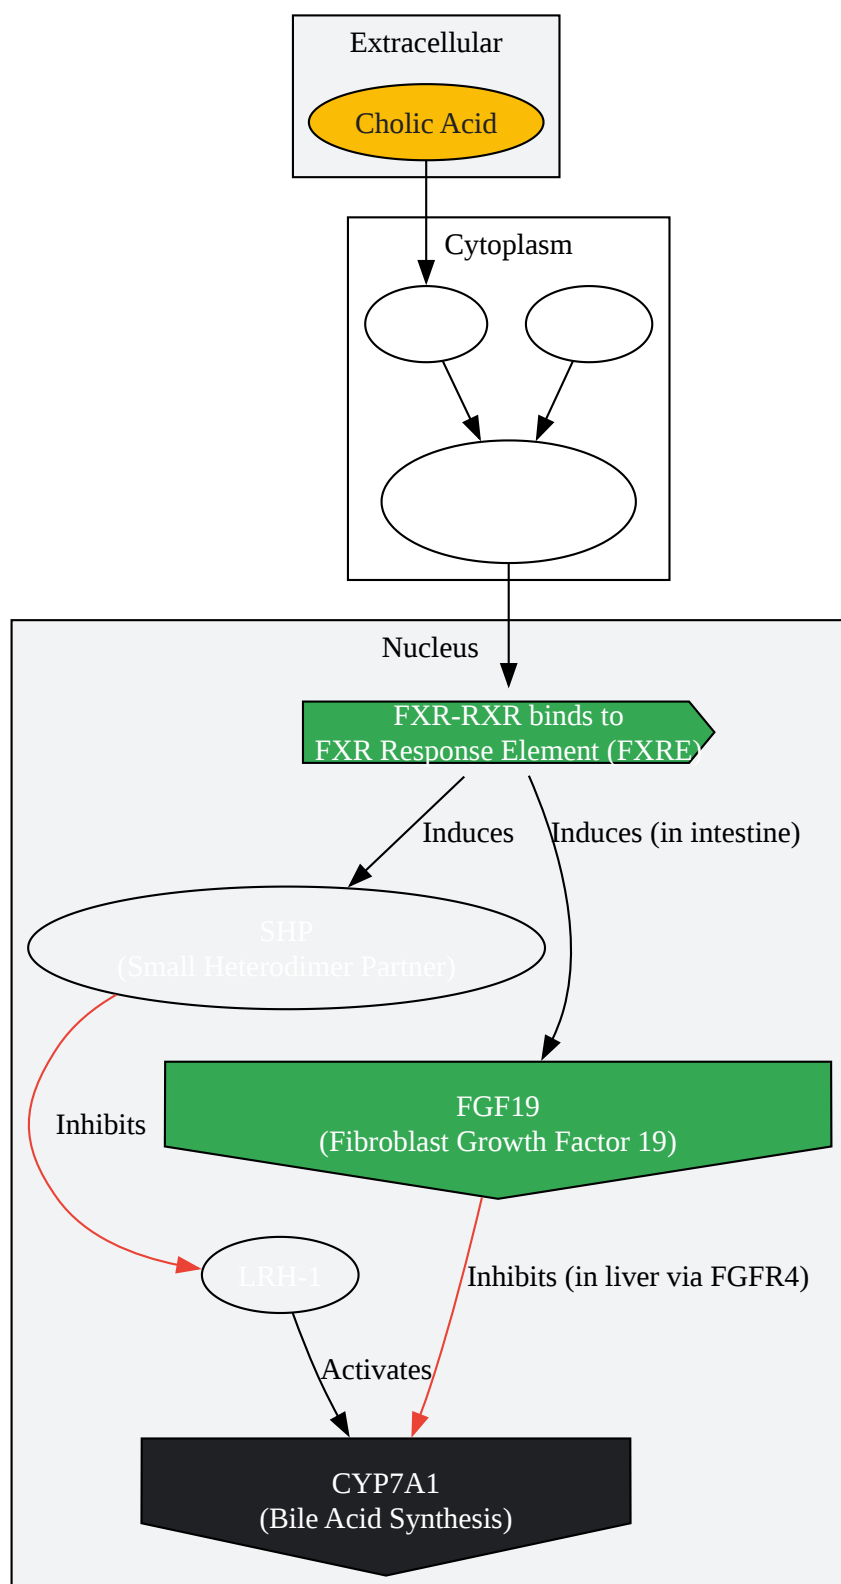 Extracellular
Cholic Acid
Cytoplasm
Nucleus
FXR-RXR binds to
FXR Response Element (FXRE)
Induces
Induces (in intestine)
SHP
(Small Heterodimer Partner)
FGF19
(Fibroblast Growth Factor 19)
Inhibits
LRH-1
Inhibits (in liver via FGFR4)
Activates
CYP7A1
(Bile Acid Synthesis)